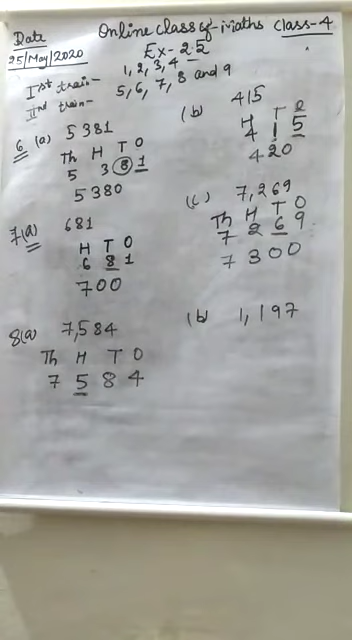 Date
Online Class of Maths Class-4
25/May/2020
Ex-2.5
1, 2, 3, 4
Ist train-
IInd train-
5, 6, 7, 8 and 9
6 (a) 5381
Th H T O
5 3 8 1
5380
(b) 415
H T O
4 1 5
420
7(a) 681
H T O
6 8 1
700
(c) 7,269
Th H T O
7 2 6 9
7300
8(a) 7,584
Th H T O
7 5 8 4
(b) 1,197